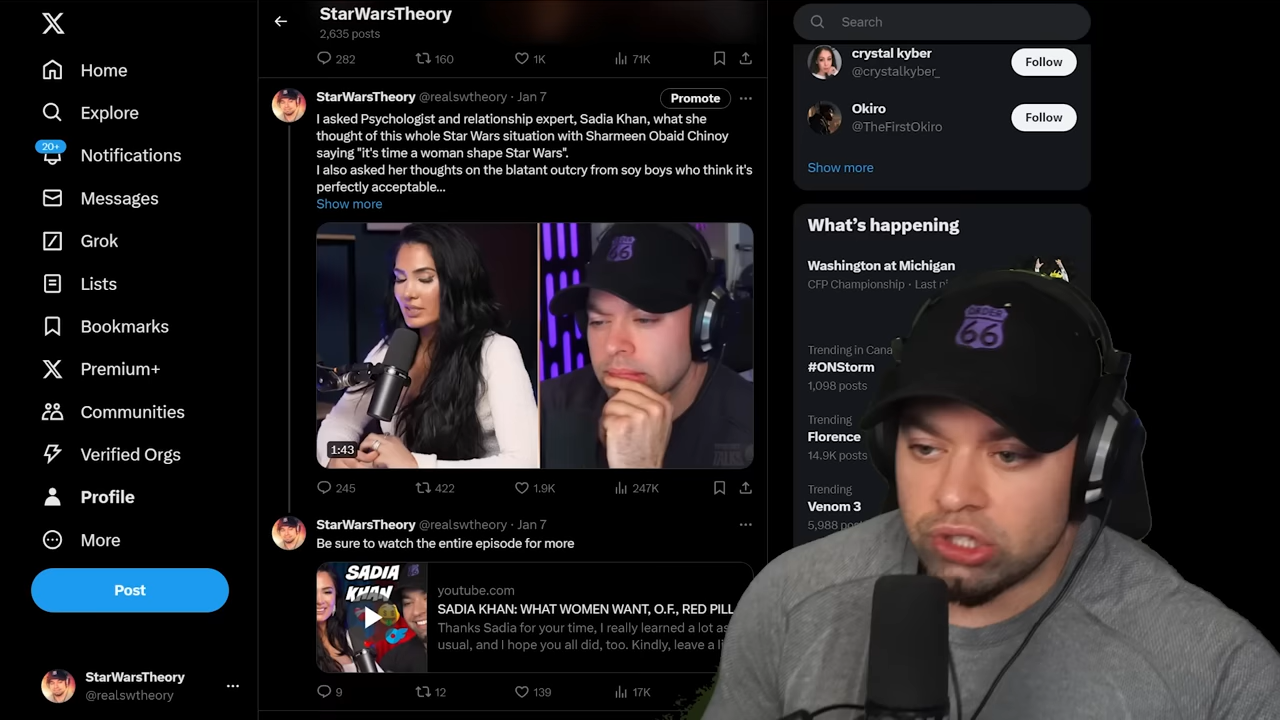 Home
Explore
20+
Notifications
Messages
Grok
Lists
Bookmarks
Premium+
Communities
Verified Orgs
Profile
More
Post
StarWarsTheory
@realswtheory
StarWarsTheory
2,635 posts
282 160 1K 71K
StarWarsTheory @realswtheory · Jan 7
Promote
I asked Psychologist and relationship expert, Sadia Khan, what she
thought of this whole Star Wars situation with Sharmeen Obaid Chinoy
saying "it's time a woman shape Star Wars".
I also asked her thoughts on the blatant outcry from soy boys who think it's
perfectly acceptable...
Show more
1:43
245 422 1.9K 247K
StarWarsTheory @realswtheory · Jan 7
Be sure to watch the entire episode for more
SADIA
KHAN
youtube.com
SADIA KHAN: WHAT WOMEN WANT, O.F., RED PILL
Thanks Sadia for your time, I really learned a lot as
usual, and I hope you all did, too. Kindly, leave a
9 12 139 17K
Search
crystal kyber
@crystalkyber_
Follow
Okiro
@TheFirstOkiro
Follow
Show more
What's happening
Washington at Michigan
CFP Championship · Last
Trending in
#ONStorm
1,098 posts
Trending
Florence
14.9K posts
Trending
Venom 3
5,988
ORDER
66